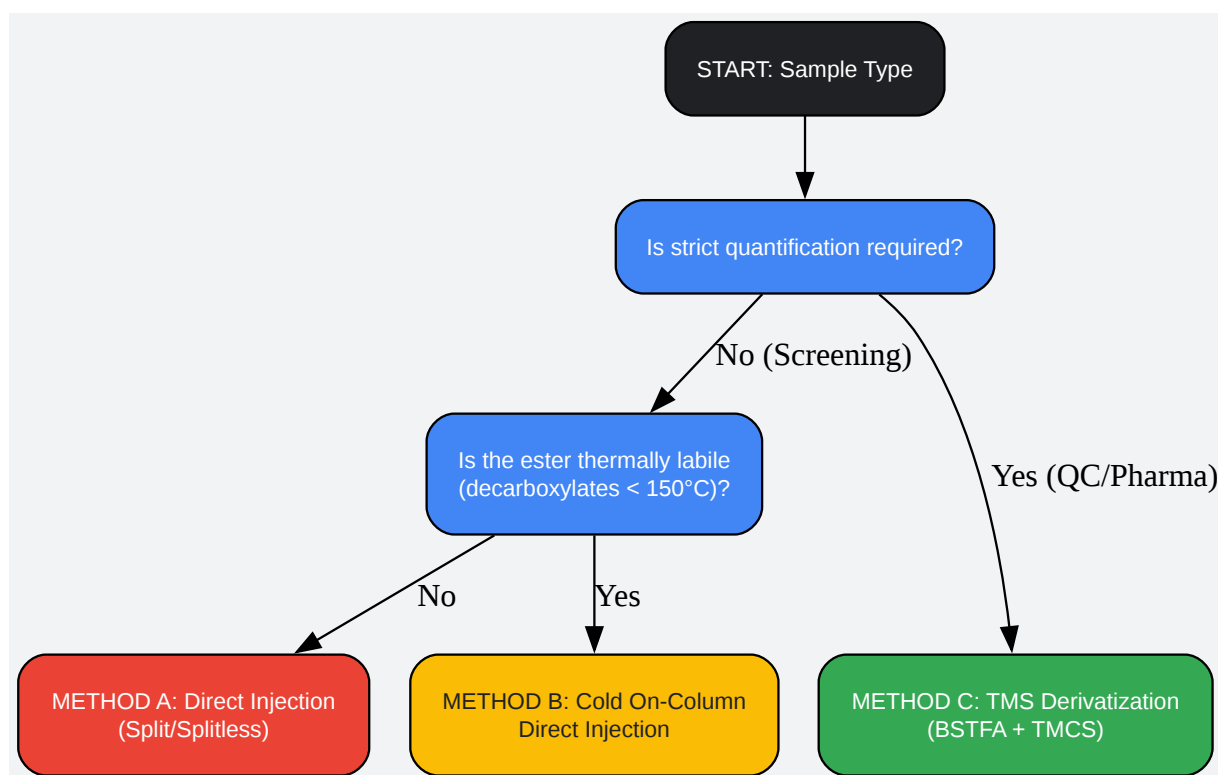 START: Sample Type
Is strict quantification required?
No (Screening)
Is the ester thermally labile
(decarboxylates < 150°C)?
Yes (QC/Pharma)
No
Yes
METHOD A: Direct Injection
(Split/Splitless)
METHOD B: Cold On-Column
Direct Injection
METHOD C: TMS Derivatization
(BSTFA + TMCS)